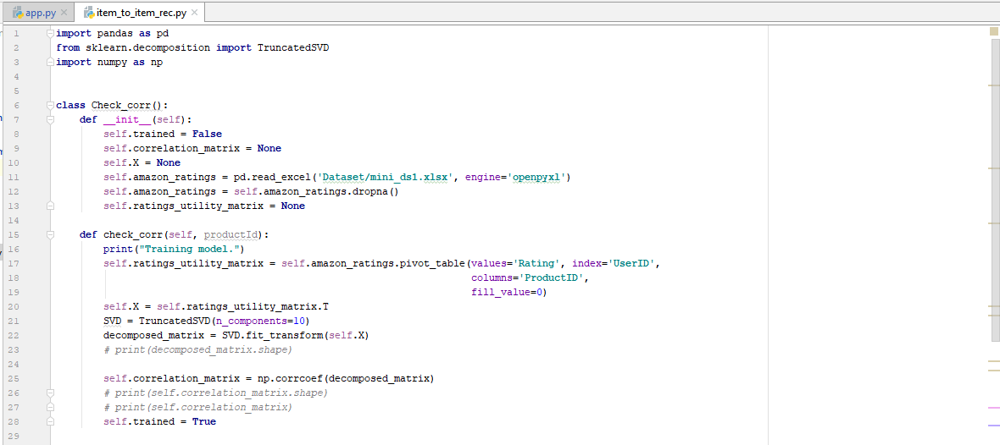 app.py item_to_item_rec.py
1 import pandas as pd
2 from sklearn.decomposition import TruncatedSVD
3 import numpy as np
4
5
6 class Check_corr():
7     def __init__(self):
8         self.trained = False
9         self.correlation_matrix = None
10         self.X = None
11         self.amazon_ratings = pd.read_excel('Dataset/mini_ds1.xlsx', engine='openpyxl')
12         self.amazon_ratings = self.amazon_ratings.dropna()
13         self.ratings_utility_matrix = None
14
15     def check_corr(self, productId):
16         print("Training model.")
17         self.ratings_utility_matrix = self.amazon_ratings.pivot_table(values='Rating', index='UserID',
18                                                                       columns='ProductID',
19                                                                       fill_value=0)
20         self.X = self.ratings_utility_matrix.T
21         SVD = TruncatedSVD(n_components=10)
22         decomposed_matrix = SVD.fit_transform(self.X)
23         # print(decomposed_matrix.shape)
24
25         self.correlation_matrix = np.corrcoef(decomposed_matrix)
26         # print(self.correlation_matrix.shape)
27         # print(self.correlation_matrix)
28         self.trained = True
29